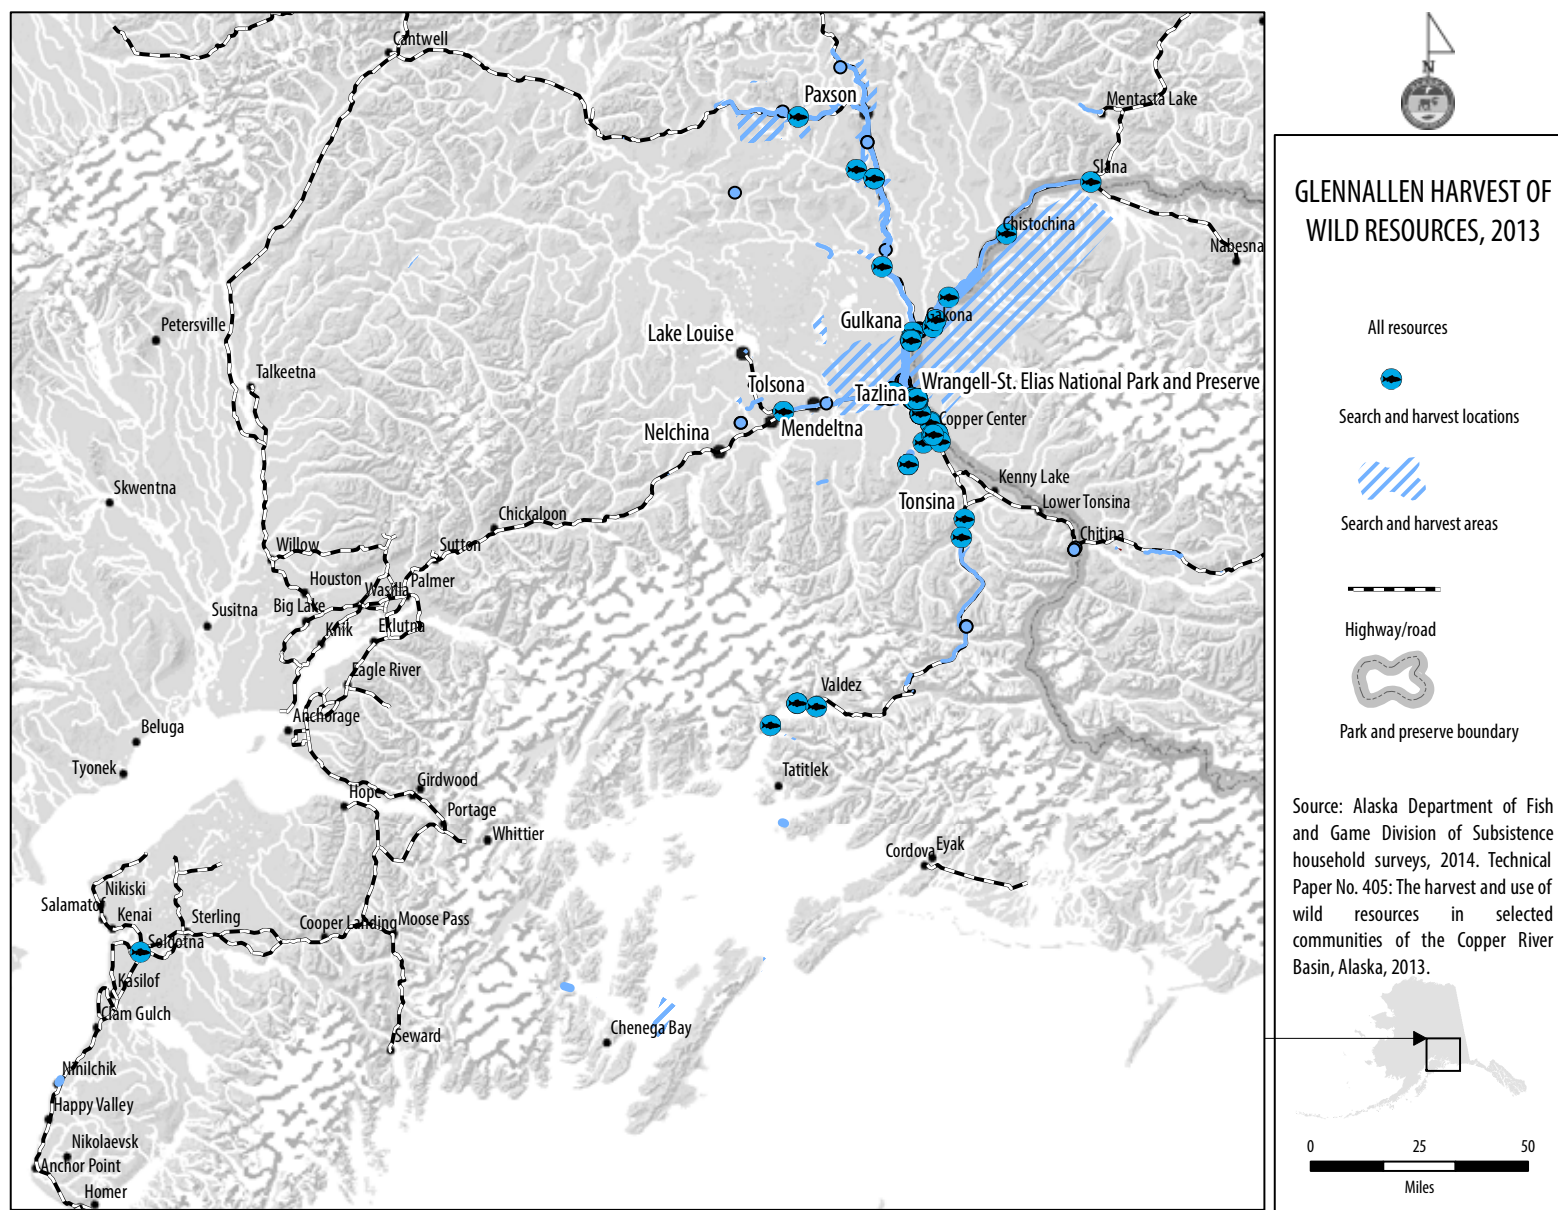 Cantwell
Paxson
Mentasta Lake
Slana
Chistochina
Nabesna
Petersville
Gulkana
Gakona
Lake Louise
Talkeetna
Tolsona
Tazlina
Wrangell-St. Elias National Park and Preserve
Mendeltna
Copper Center
Nelchina
Skwentna
Kenny Lake
Tonsina
Lower Tonsina
Chickaloon
Chitina
Willow
Sutton
Houston
Palmer
Wasilla
Big Lake
Susitna
Knik
Eklutna
Eagle River
Valdez
Anchorage
Beluga
Tyonek
Tatitlek
Girdwood
Hope
Portage
Whittier
Cordova
Eyak
Nikiski
Salamatof
Kenai
Sterling
Cooper Landing
Moose Pass
Soldotna
Kasilof
Clam Gulch
Chenega Bay
Seward
Ninilchik
Happy Valley
Nikolaevsk
Anchor Point
Homer
N
GLENNALLEN HARVEST OF
WILD RESOURCES, 2013
All resources
Search and harvest locations
Search and harvest areas
Highway/road
Park and preserve boundary
Source: Alaska Department of Fish
and Game Division of Subsistence
household surveys, 2014. Technical
Paper No. 405: The harvest and use of
wild resources in selected
communities of the Copper River
Basin, Alaska, 2013.
0 25 50
Miles